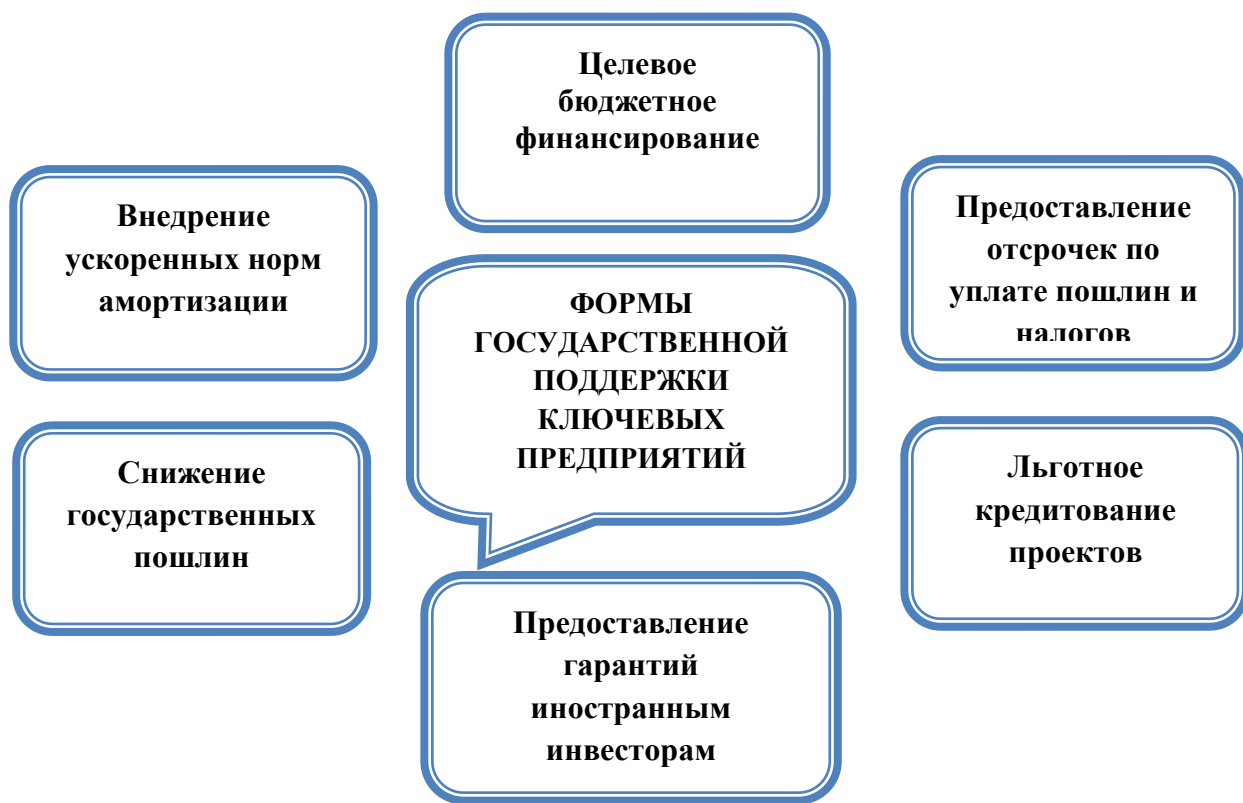 Целевое
бюджетное
финансирование
Внедрение
ускоренных норм
амортизации
Предоставление
отсрочек по
уплате пошлин и
налогов
ФОРМЫ
ГОСУДАРСТВЕННОЙ
ПОДДЕРЖКИ
КЛЮЧЕВЫХ
ПРЕДПРИЯТИЙ
Снижение
государственных
пошлин
Льготное
кредитование
проектов
Предоставление
гарантий
иностранным
инвесторам